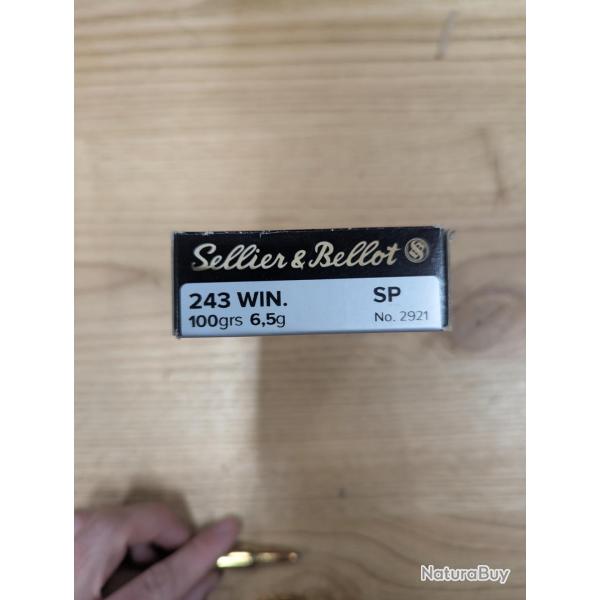 Sellier & Bellot
243 WIN. SP
100grs 6,5g No. 2921
NaturaBuy